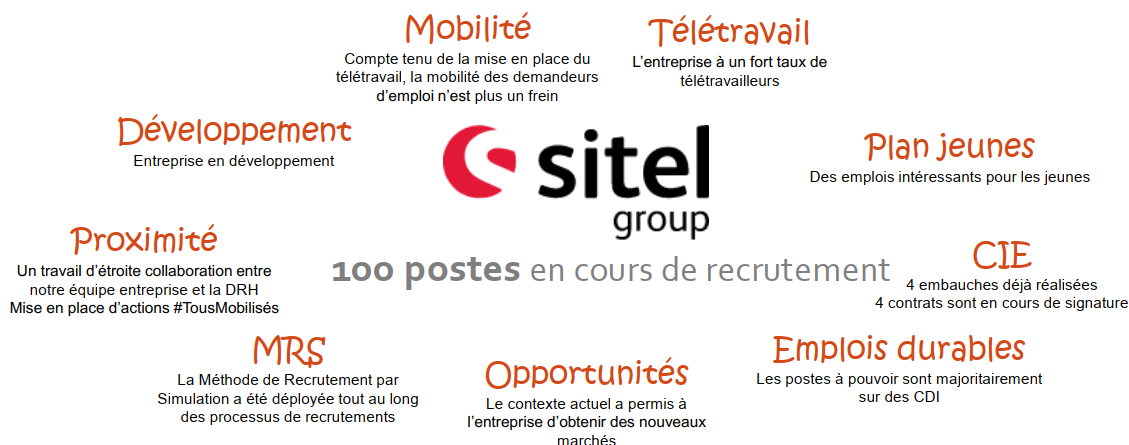 Mobilité
Compte tenu de la mise en place du
télétravail, la mobilité des demandeurs
d'emploi n'est plus un frein
Télétravail
L'entreprise à un fort taux de
télétravailleurs
Développement
Entreprise en développement
sitel
group
Plan jeunes
Des emplois intéressants pour les jeunes
Proximité
Un travail d'étroite collaboration entre
notre équipe entreprise et la DRH
Mise en place d'actions #TousMobilisés
100 postes en cours de recrutement
CIE
4 embauches déjà réalisées
4 contrats sont en cours de signature
MRS
La Méthode de Recrutement par
Simulation a été déployée tout au long
des processus de recrutements
Opportunités
Le contexte actuel a permis à
l'entreprise d'obtenir des nouveaux
marchés
Emplois durables
Les postes à pouvoir sont majoritairement
sur des CDI